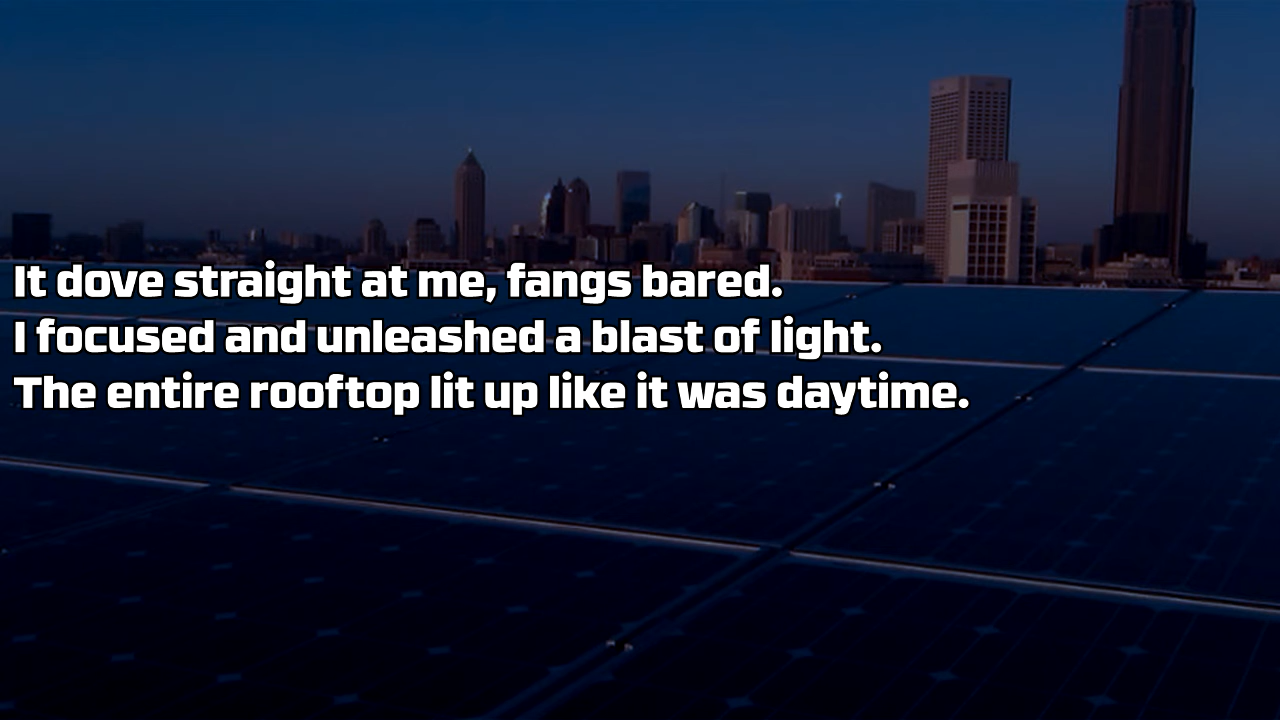 It dove straight at me, fangs bared.
I focused and unleashed a blast of light.
The entire rooftop lit up like it was daytime.